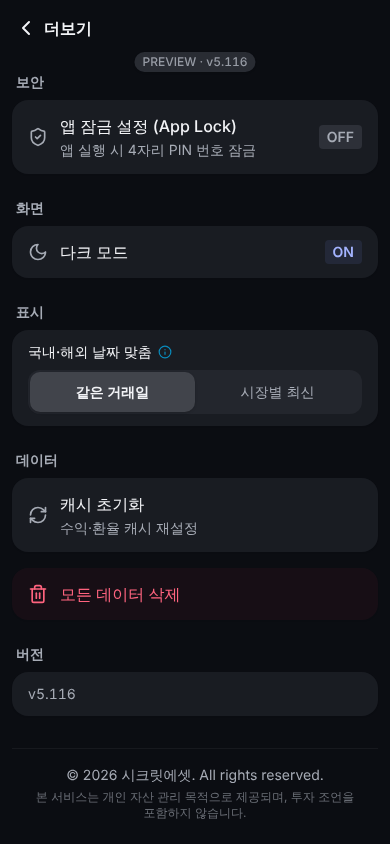 더보기
PREVIEW · v5.116
보안
앱 잠금 설정 (App Lock)
앱 실행 시 4자리 PIN 번호 잠금
OFF
화면
다크 모드
ON
표시
국내·해외 날짜 맞춤
같은 거래일
시장별 최신
데이터
캐시 초기화
수익·환율 캐시 재설정
모든 데이터 삭제
버전
v5.116
© 2026 시크릿에셋. All rights reserved.
본 서비스는 개인 자산 관리 목적으로 제공되며, 투자 조언을
포함하지 않습니다.